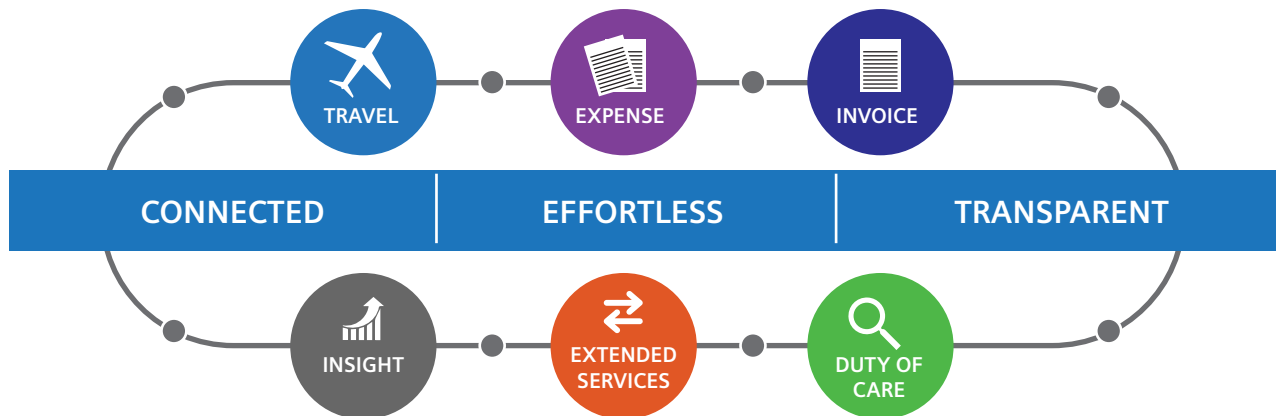 TRAVEL
EXPENSE
INVOICE
CONNECTED
EFFORTLESS
TRANSPARENT
INSIGHT
EXTENDED
SERVICES
DUTY OF
CARE